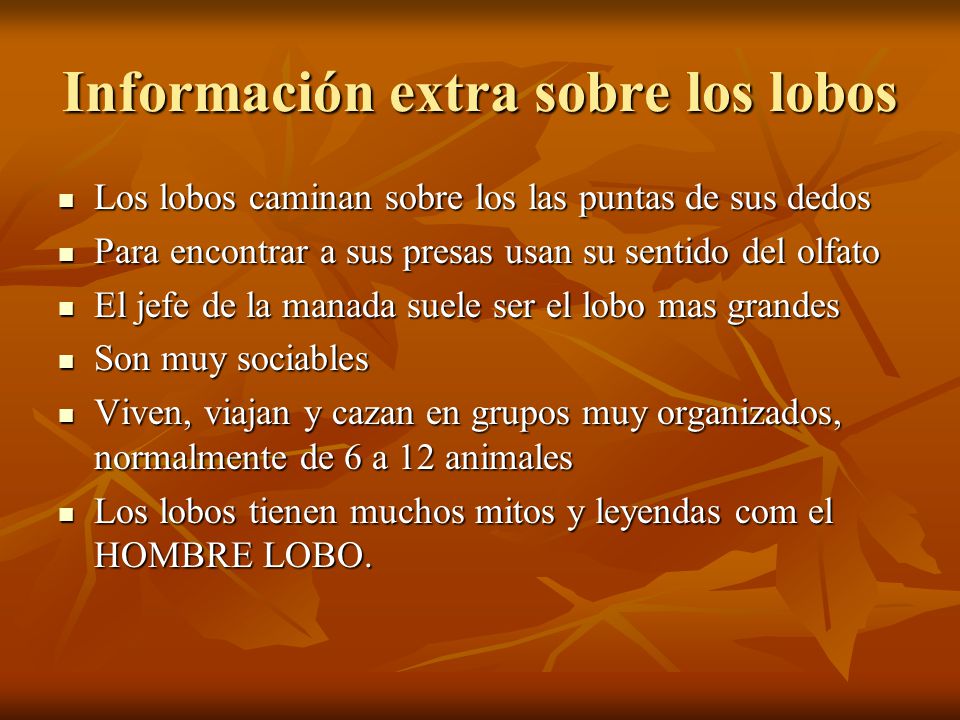 Información extra sobre los lobos
Los lobos caminan sobre los las puntas de sus dedos
Para encontrar a sus presas usan su sentido del olfato
El jefe de la manada suele ser el lobo mas grandes
Son muy sociables
Viven, viajan y cazan en grupos muy organizados,
normalmente de 6 a 12 animales
Los lobos tienen muchos mitos y leyendas com el
HOMBRE LOBO.